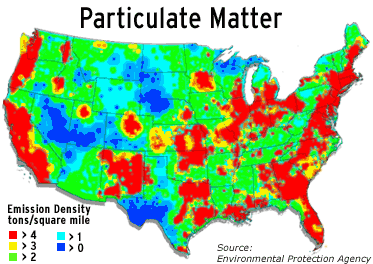 Particulate Matter
Emission Density
tons/square mile
> 4
> 3
> 2
> 1
> 0
Source:
Environmental Protection Agency